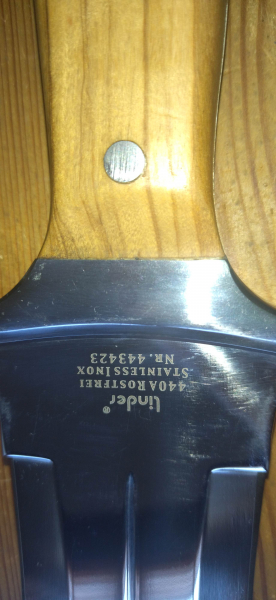 linder®
440A ROSTFREI
STAINLESS INOX
NR. 443423